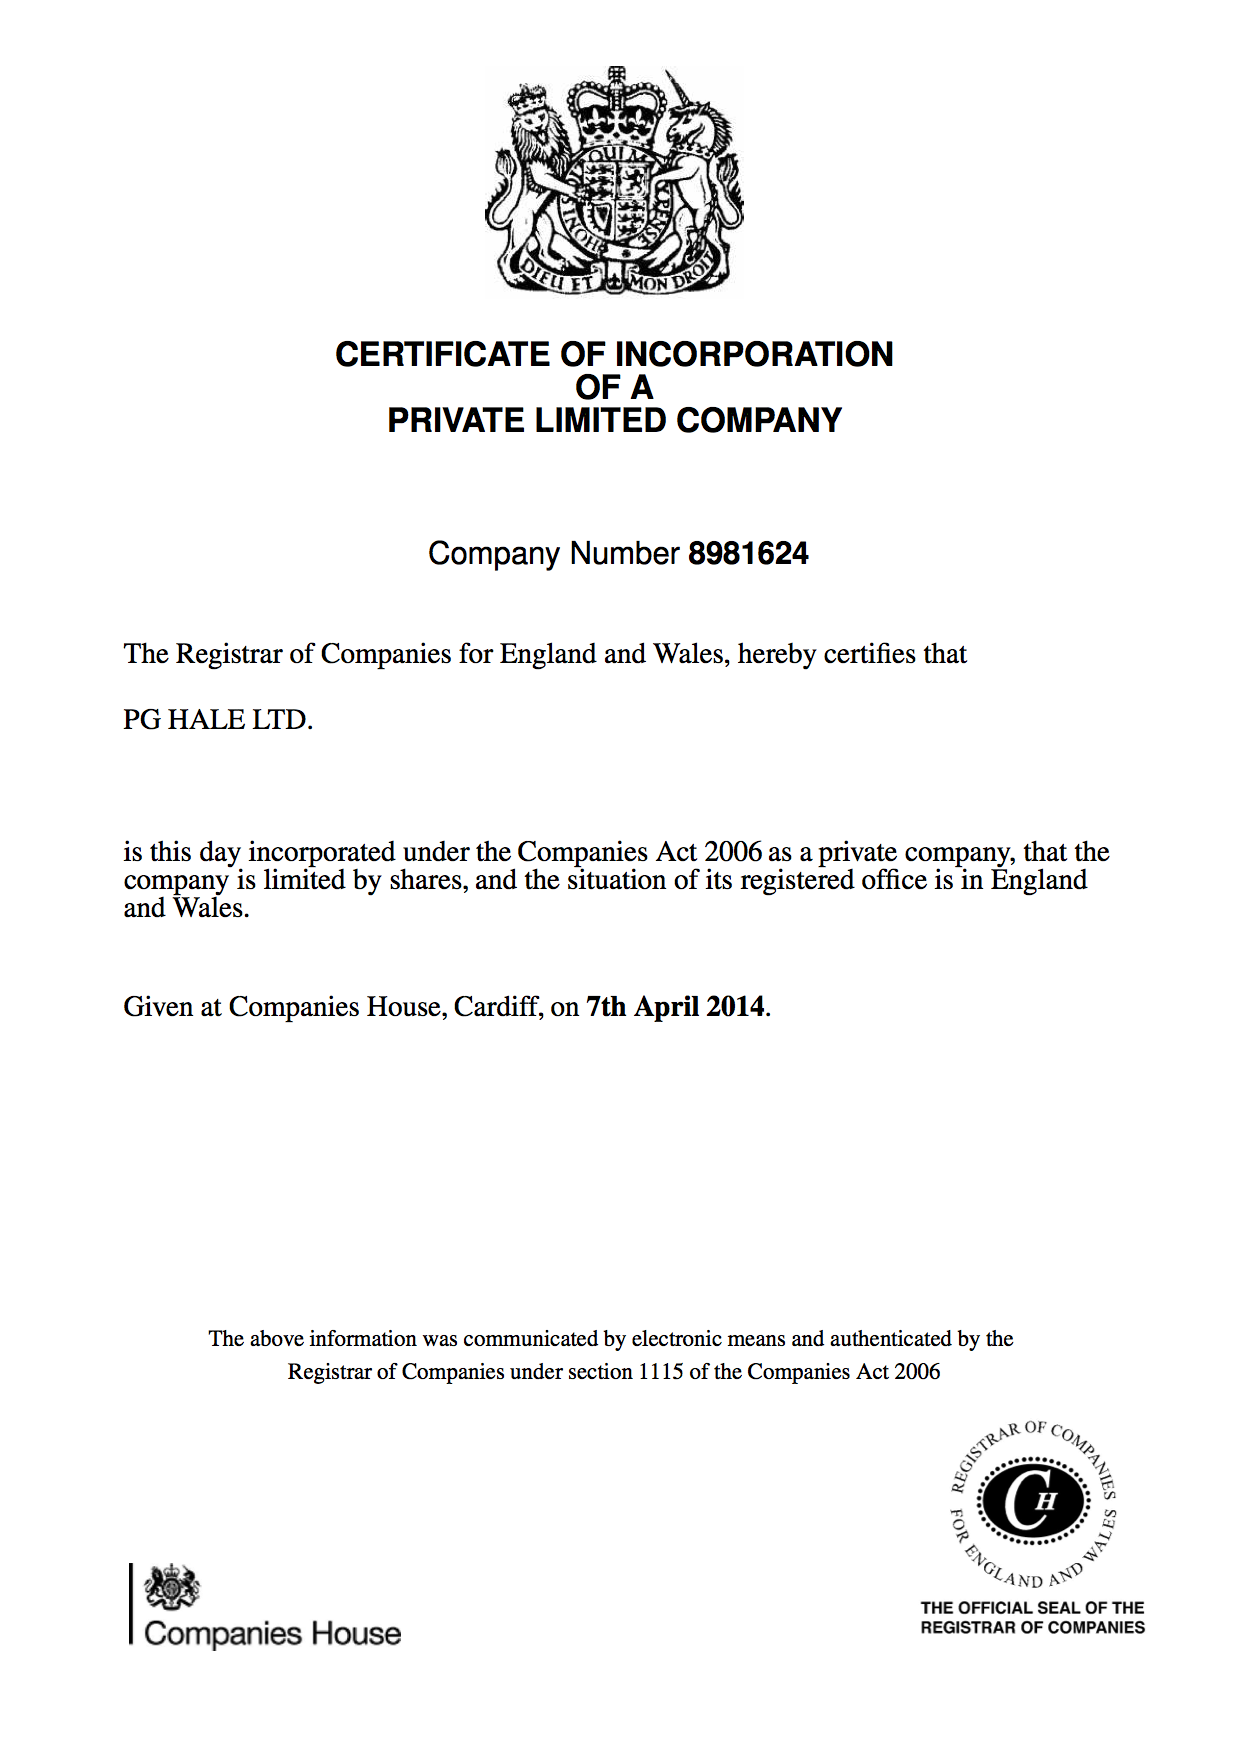 DIEU ET MON DROIT
CERTIFICATE OF INCORPORATION
OF A
PRIVATE LIMITED COMPANY
Company Number 8981624
The Registrar of Companies for England and Wales, hereby certifies that
PG HALE LTD.
is this day incorporated under the Companies Act 2006 as a private company, that the
company is limited by shares, and the situation of its registered office is in England
and Wales.
Given at Companies House, Cardiff, on 7th April 2014.
The above information was communicated by electronic means and authenticated by the
Registrar of Companies under section 1115 of the Companies Act 2006
REGISTRAR OF COMPANIES
FOR ENGLAND AND WALES
CH
THE OFFICIAL SEAL OF THE
REGISTRAR OF COMPANIES
Companies House